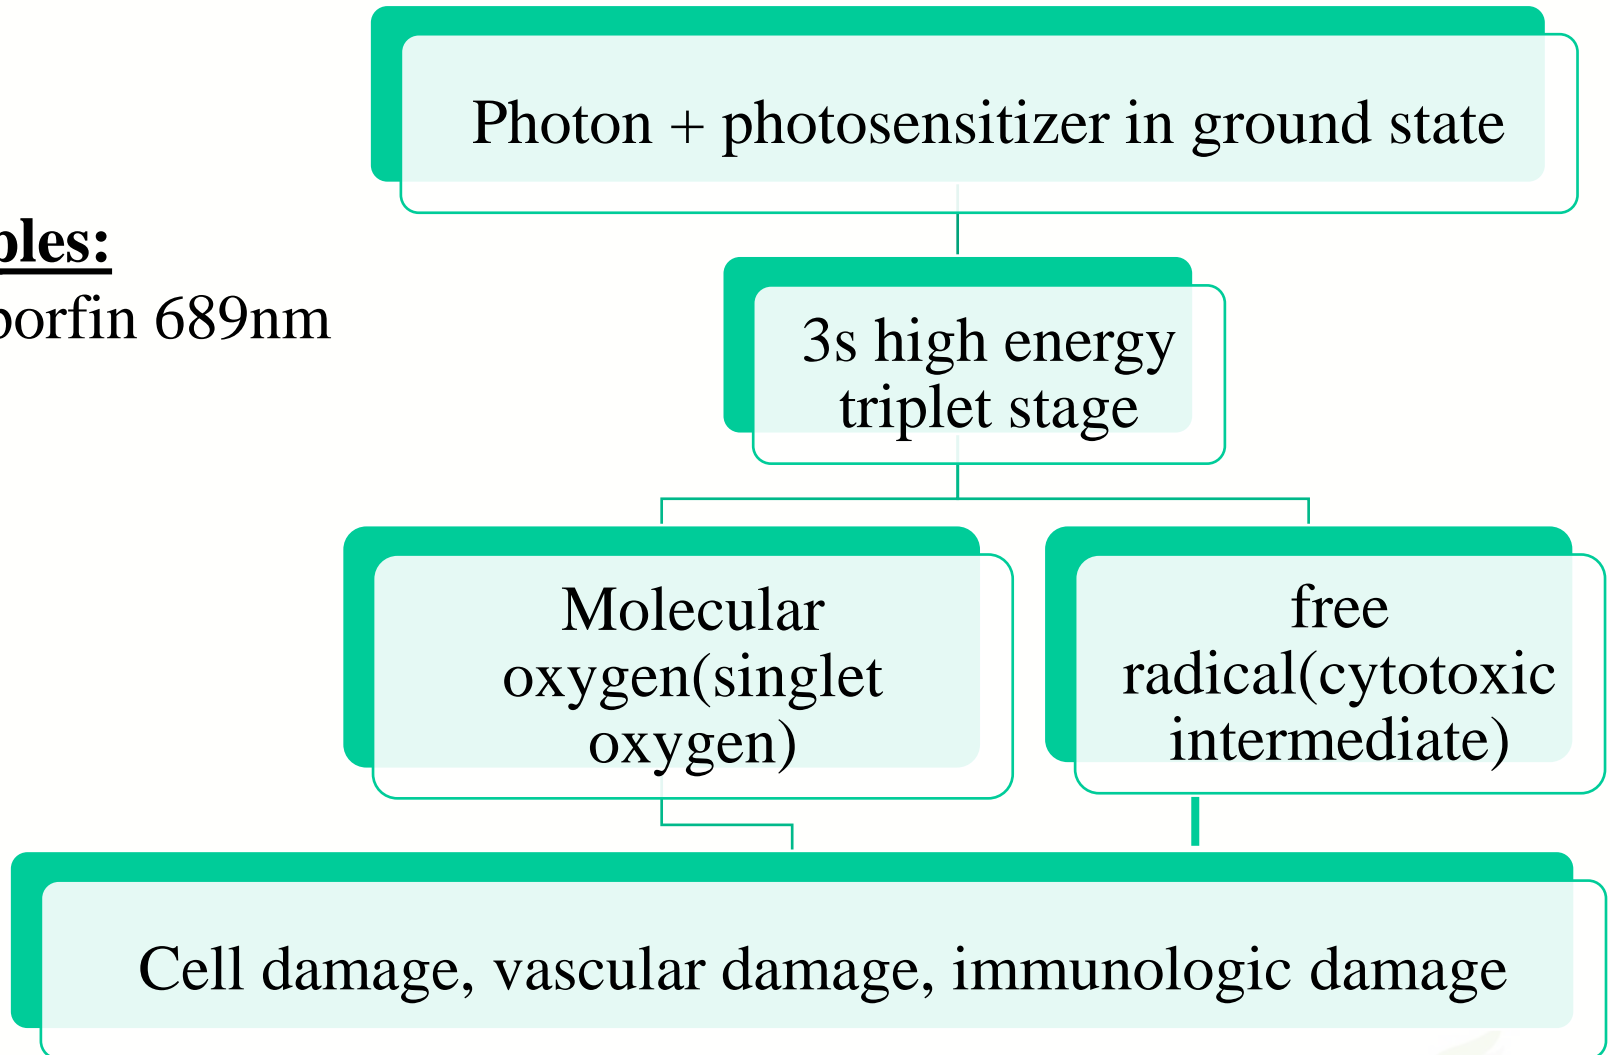 Photon + photosensitizer in ground state
ples:
porfin 689nm
3s high energy
triplet stage
Molecular
oxygen(singlet
oxygen)
free
radical(cytotoxic
intermediate)
Cell damage, vascular damage, immunologic damage